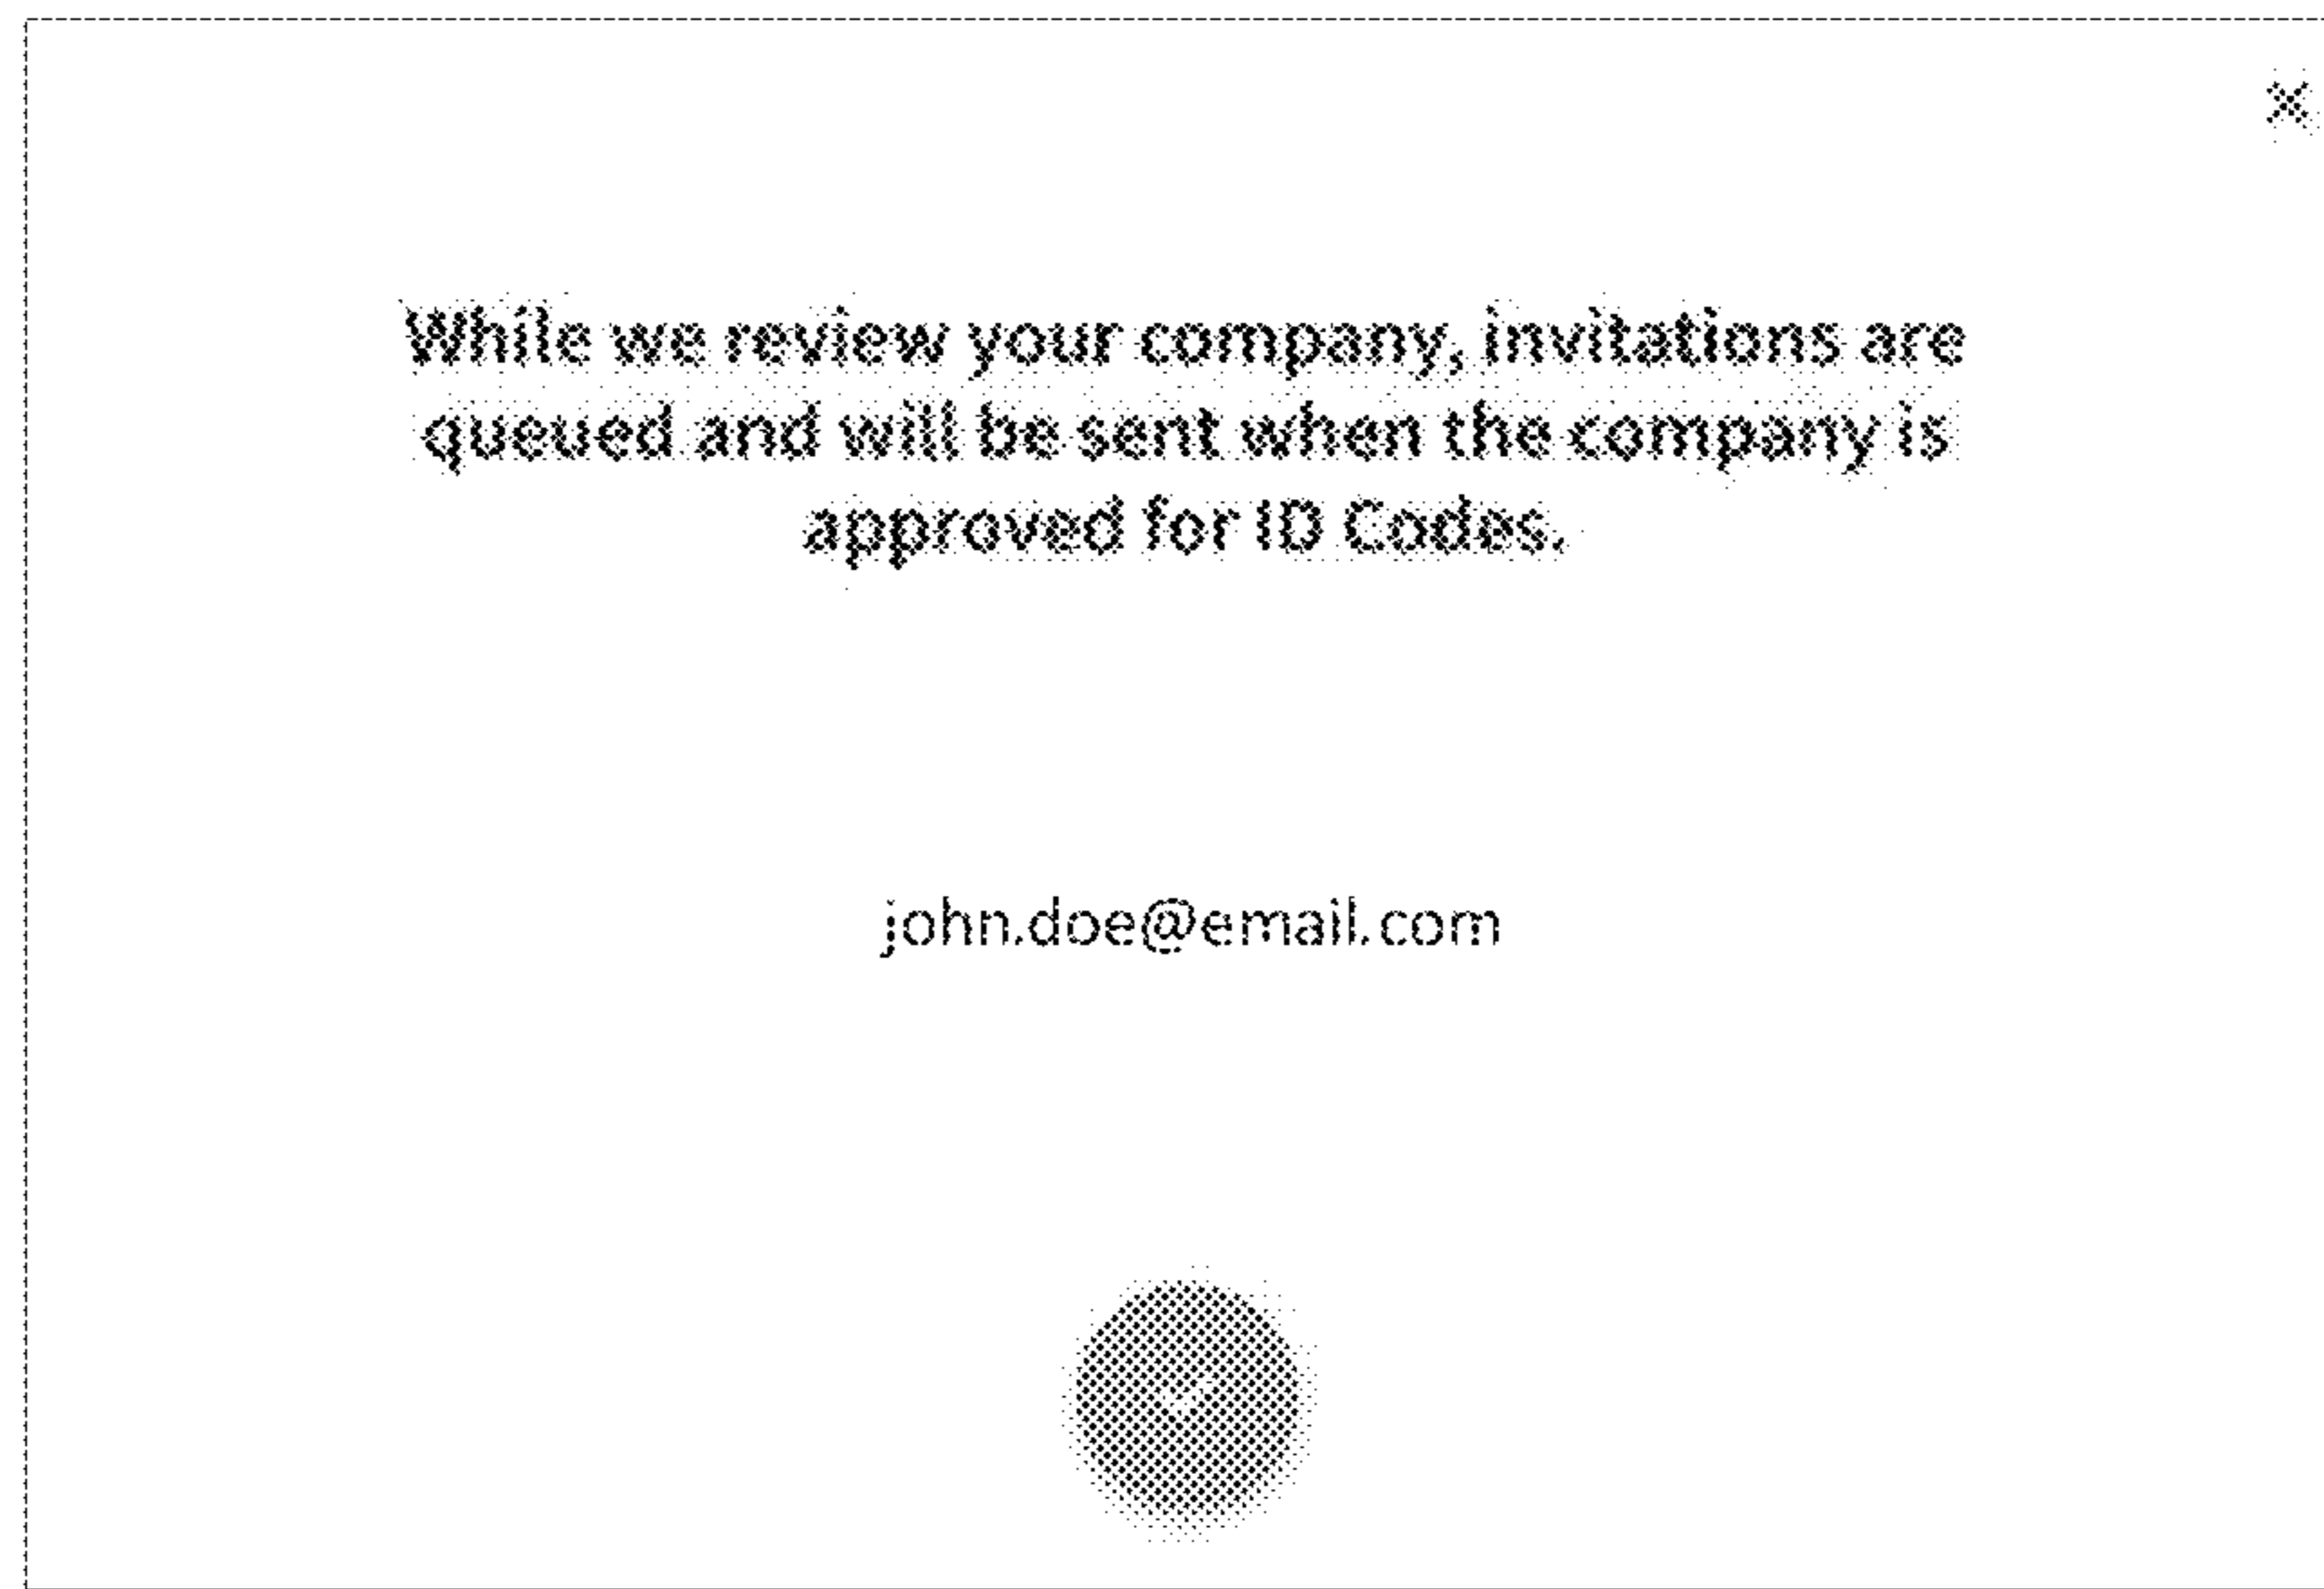 While we review your company, invitations are
queued and will be sent when the company is
approved for ID Codes.
john.doe@email.com